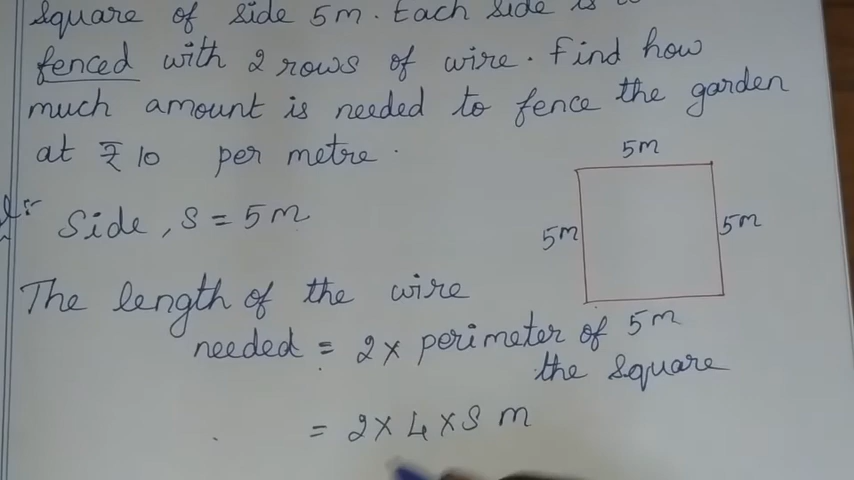 Square of side 5m. Each side is
fenced with 2 rows of wire. Find how
much amount is needed to fence the garden
at ₹ 10 per metre.
5m
Side, S = 5m
5m
5m
The length of the wire
needed = 2 × perimeter of
5m
the square
= 2 × 4 × S m